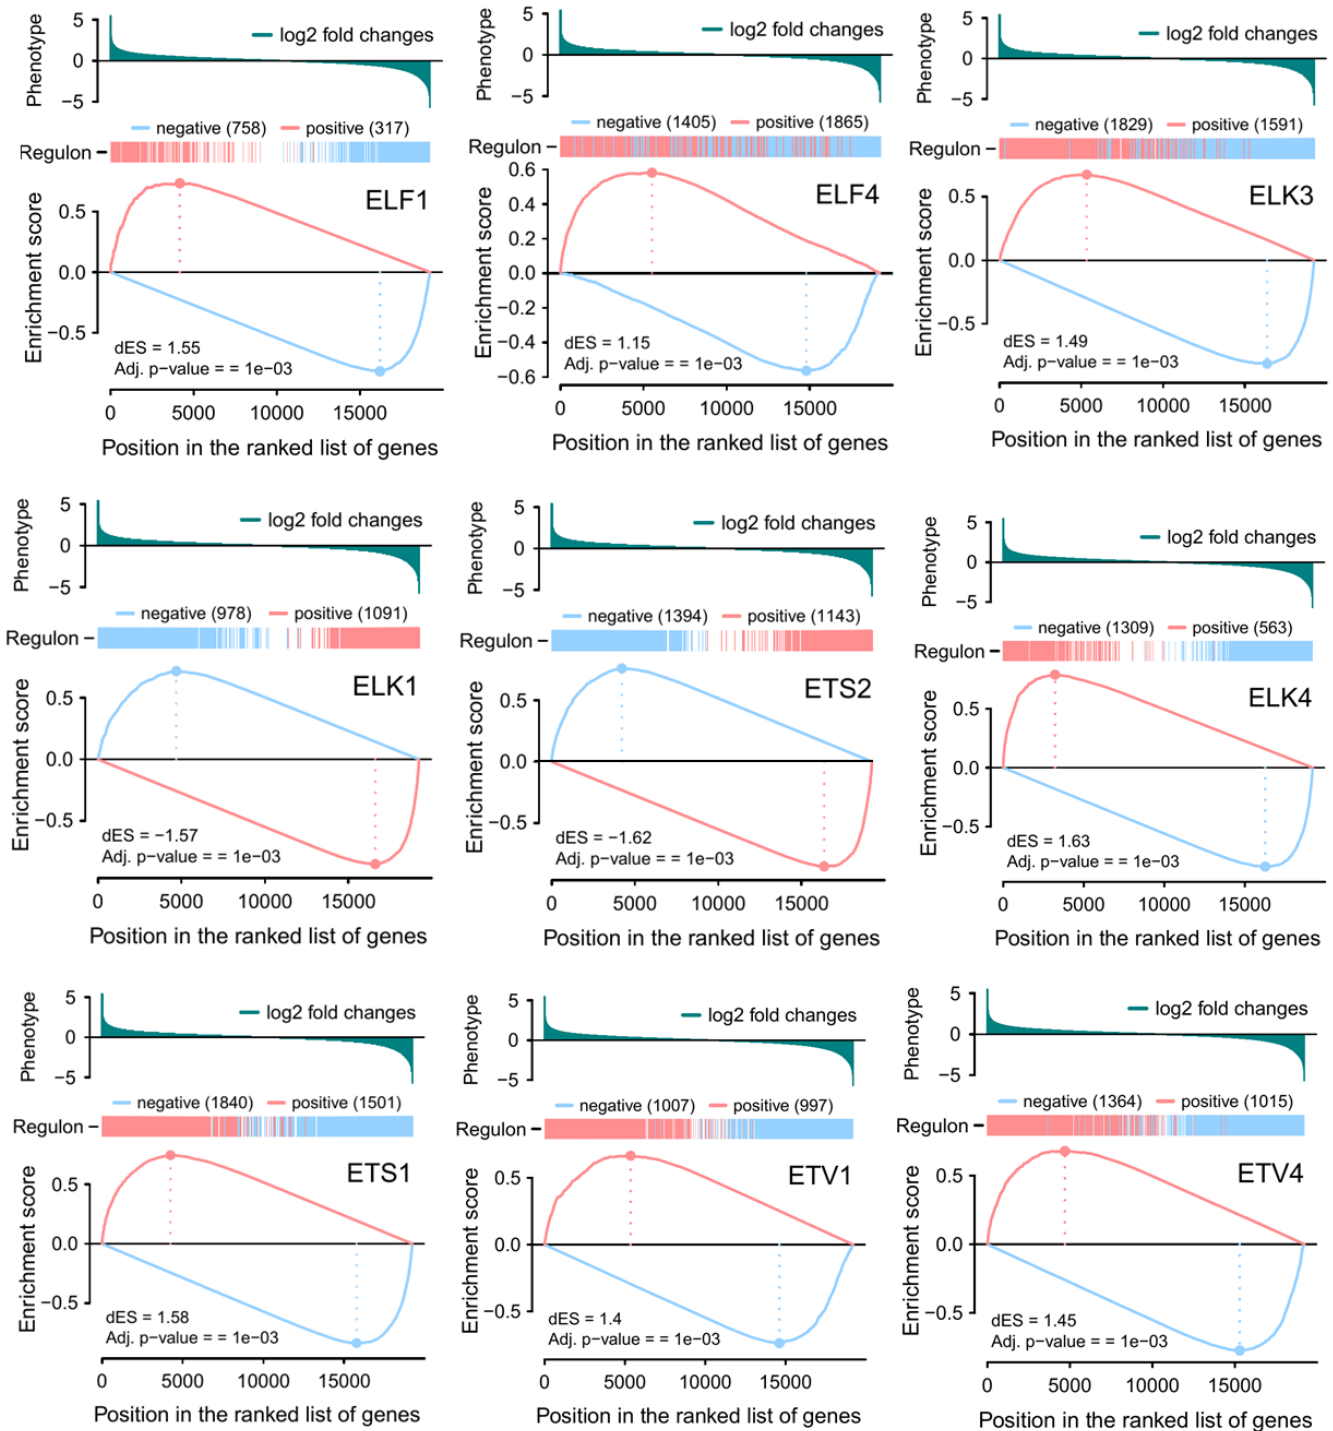 Phenotype
5
0
−5
log2 fold changes
negative (758) positive (317)
Regulon
Enrichment score
0.5
0.0
−0.5
ELF1
dES = 1.55
Adj. p−value = = 1e−03
0 5000 10000 15000
Position in the ranked list of genes
Phenotype
5
0
−5
log2 fold changes
negative (1405) positive (1865)
Regulon
Enrichment score
0.6
0.4
0.2
0.0
−0.2
−0.4
−0.6
ELF4
dES = 1.15
Adj. p−value = = 1e−03
0 5000 10000 15000
Position in the ranked list of genes
Phenotype
5
0
−5
log2 fold changes
negative (1829) positive (1591)
Regulon
Enrichment score
0.5
0.0
−0.5
ELK3
dES = 1.49
Adj. p−value = = 1e−03
0 5000 10000 15000
Position in the ranked list of genes
Phenotype
5
0
−5
log2 fold changes
negative (978) positive (1091)
Regulon
Enrichment score
0.5
0.0
−0.5
ELK1
dES = −1.57
Adj. p−value = = 1e−03
0 5000 10000 15000
Position in the ranked list of genes
Phenotype
5
0
−5
log2 fold changes
negative (1394) positive (1143)
Regulon
Enrichment score
0.5
0.0
−0.5
ETS2
dES = −1.62
Adj. p−value = = 1e−03
0 5000 10000 15000
Position in the ranked list of genes
Phenotype
5
0
−5
log2 fold changes
negative (1309) positive (563)
Regulon
Enrichment score
0.5
0.0
−0.5
ELK4
dES = 1.63
Adj. p−value = = 1e−03
0 5000 10000 15000
Position in the ranked list of genes
Phenotype
5
0
−5
log2 fold changes
negative (1840) positive (1501)
Regulon
Enrichment score
0.5
0.0
−0.5
ETS1
dES = 1.58
Adj. p−value = = 1e−03
0 5000 10000 15000
Position in the ranked list of genes
Phenotype
5
0
−5
log2 fold changes
negative (1007) positive (997)
Regulon
Enrichment score
0.5
0.0
−0.5
ETV1
dES = 1.4
Adj. p−value = = 1e−03
0 5000 10000 15000
Position in the ranked list of genes
Phenotype
5
0
−5
log2 fold changes
negative (1364) positive (1015)
Regulon
Enrichment score
0.5
0.0
−0.5
ETV4
dES = 1.45
Adj. p−value = = 1e−03
0 5000 10000 15000
Position in the ranked list of genes